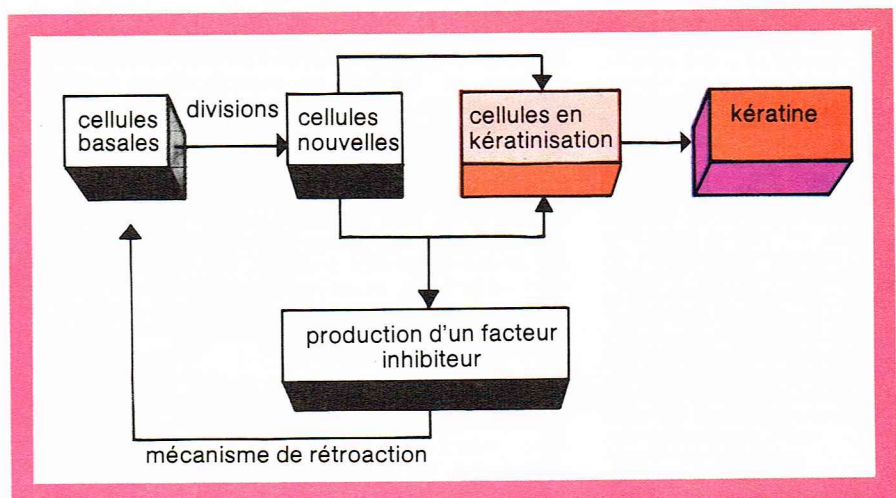 cellules
basales
divisions
cellules
nouvelles
cellules en
kératinisation
kératine
production d'un facteur
inhibiteur
mécanisme de rétroaction